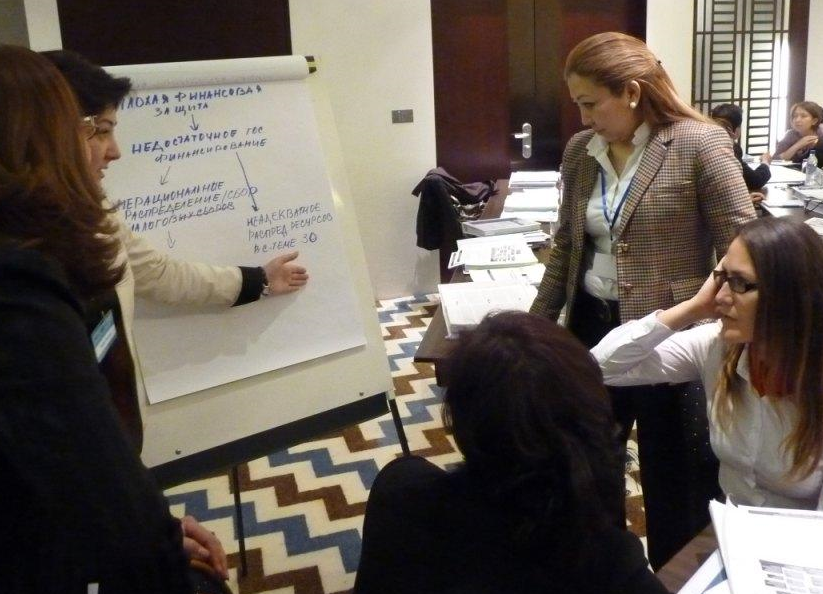 ПЛОХАЯ ФИНАНСОВАЯ
ЗАЩИТА
НЕДОСТАТОЧНОЕ ГОС
ФИНАНСИРОВАНИЕ
НЕРАЦИОНАЛЬНОЕ
РАСПРЕДЕЛЕНИЕ/СБОР
НАЛОГОВЫХ СБОРОВ
НЕАДЕКВАТНОЕ
РАСПРЕД РЕСУРСОВ
В С-ТЕМЕ ЗО